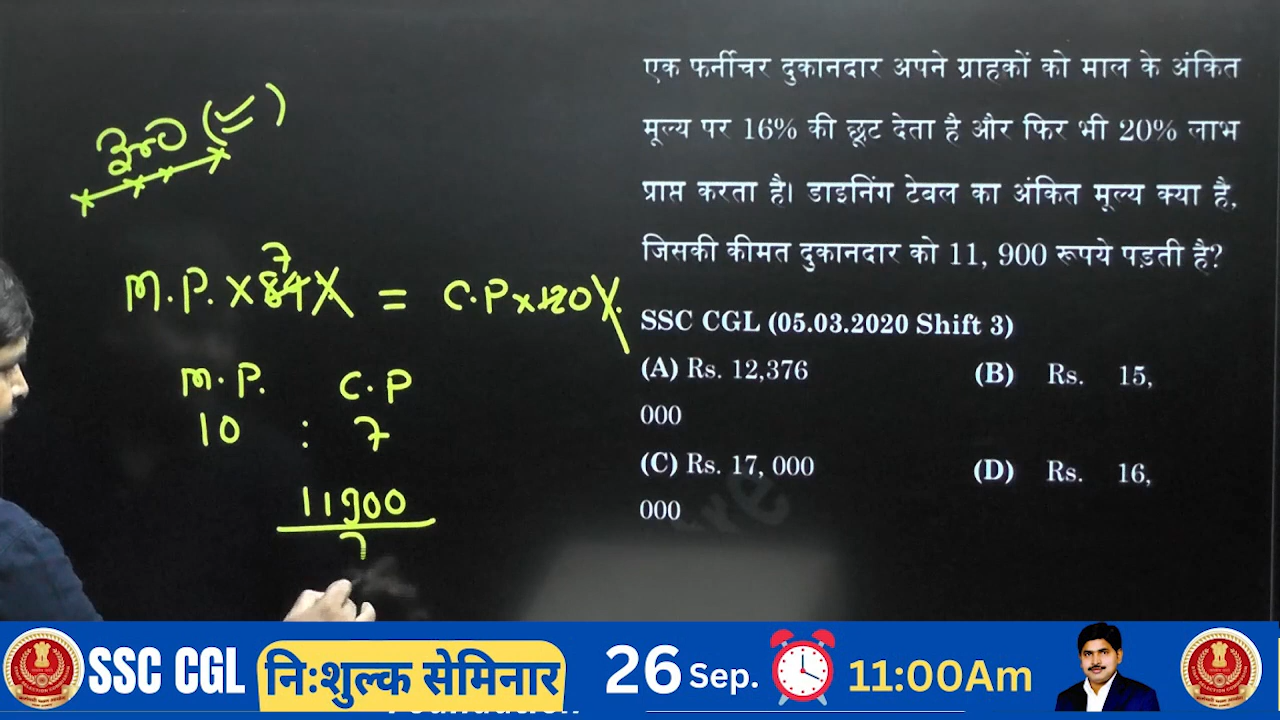 एक फर्नीचर दुकानदार अपने ग्राहकों को माल के अंकित
मूल्य पर 16% की छूट देता है और फिर भी 20% लाभ
प्राप्त करता है। डाइनिंग टेबल का अंकित मूल्य क्या है,
जिसकी कीमत दुकानदार को 11, 900 रूपये पड़ती है?
SSC CGL (05.03.2020 Shift 3)
(A) Rs. 12,376 (B) Rs. 15,
000
(C) Rs. 17, 000 (D) Rs. 16,
000
M.P. × 84% = C.P × 120%
7
M.P. C.P
10 : 7
11900
7
SSC CGL निःशुल्क सेमिनार 26 Sep. 11:00Am